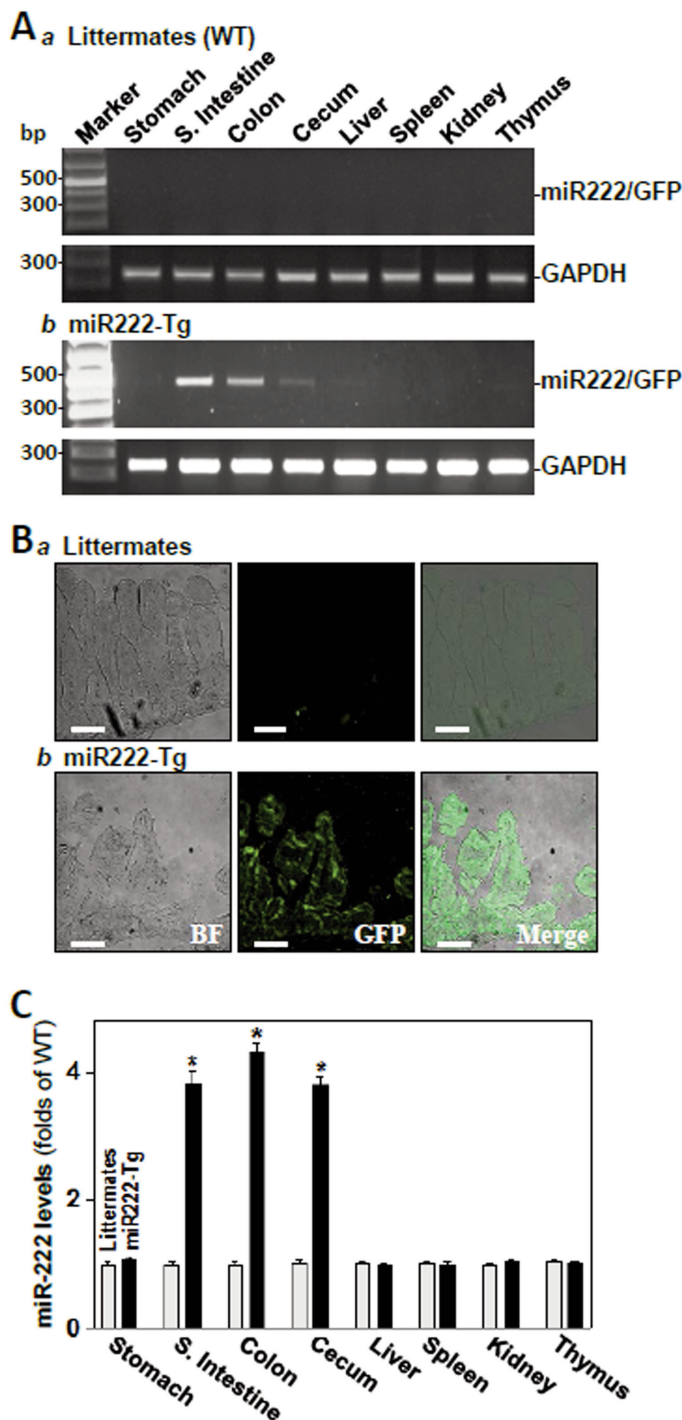 A a Littermates (WT)
Marker Stomach S. Intestine Colon Cecum Liver Spleen Kidney Thymus
bp
500
300
miR222/GFP
300
GAPDH
b miR222-Tg
500
300
miR222/GFP
300
GAPDH
B a Littermates
b miR222-Tg
BF GFP Merge
C
miR-222 levels (folds of WT)
4
2
0
* * *
Littermates
miR222-Tg
Stomach S. Intestine Colon Cecum Liver Spleen Kidney Thymus